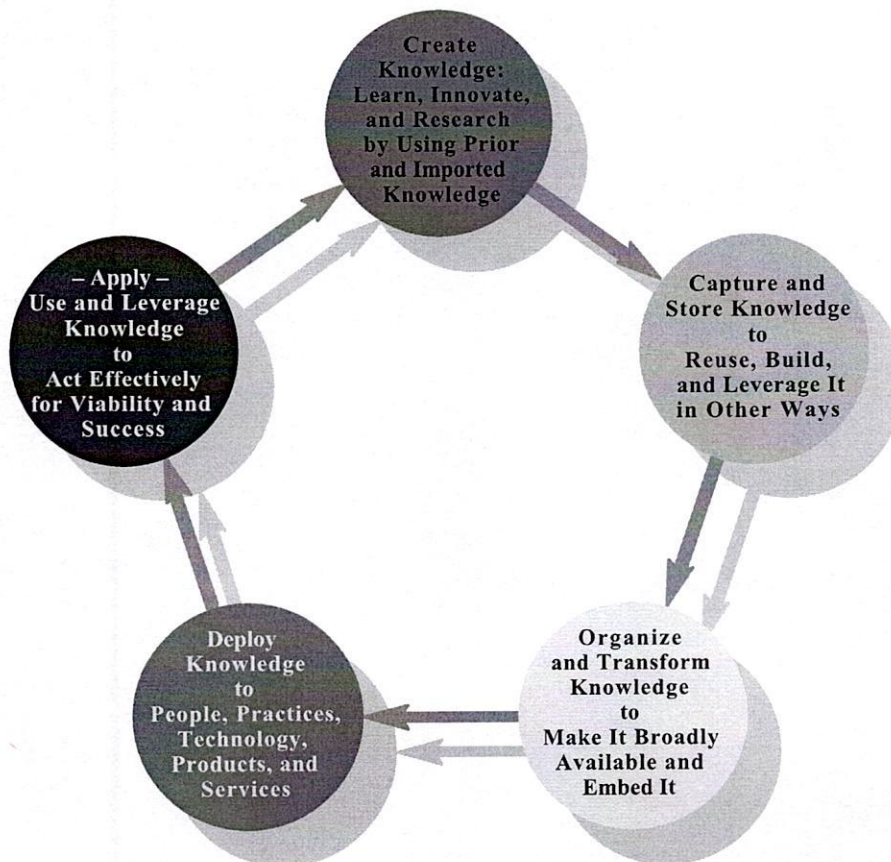 Create
Knowledge:
Learn, Innovate,
and Research
by Using Prior
and Imported
Knowledge
Capture and
Store Knowledge
to
Reuse, Build,
and Leverage It
in Other Ways
Organize
and Transform
Knowledge
to
Make It Broadly
Available and
Embed It
Deploy
Knowledge
to
People, Practices,
Technology,
Products, and
Services
– Apply –
Use and Leverage
Knowledge
to
Act Effectively
for Viability and
Success